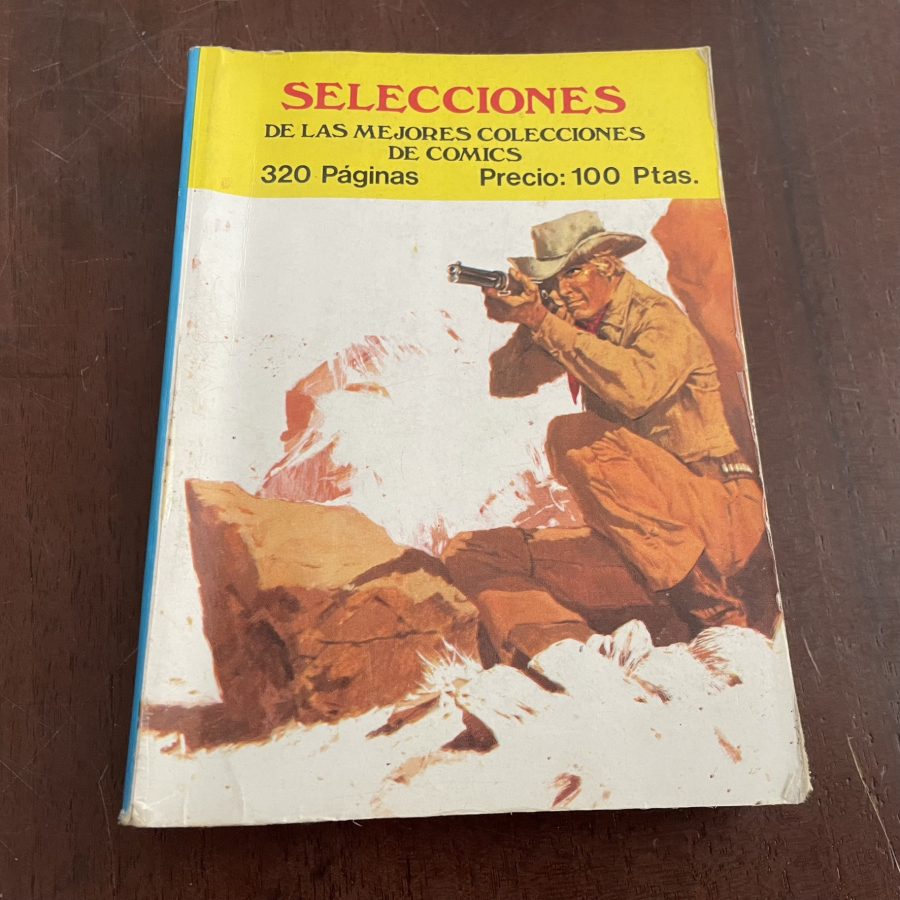 SELECCIONES
DE LAS MEJORES COLECCIONES
DE COMICS
320 Páginas Precio: 100 Ptas.